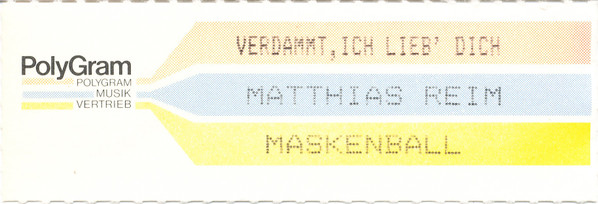 PolyGram
POLYGRAM
MUSIK
VERTRIEB
VERDAMMT,ICH LIEB' DICH
MATTHIAS REIM
MASKENBALL